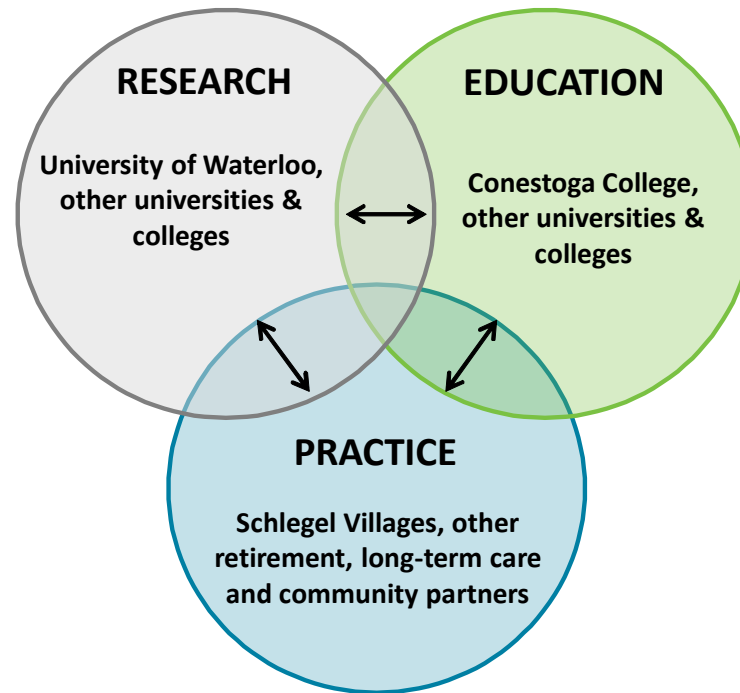 RESEARCH
University of Waterloo,
other universities &
colleges
EDUCATION
Conestoga College,
other universities &
colleges
PRACTICE
Schlegel Villages, other
retirement, long-term care
and community partners